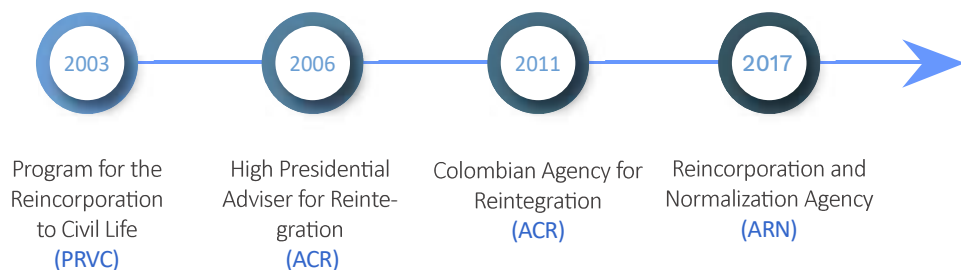 2003
2006
2011
2017
Program for the
Reincorporation
to Civil Life
(PRVC)
High Presidential
Adviser for Reinte-
gration
(ACR)
Colombian Agency for
Reintegration
(ACR)
Reincorporation and
Normalization Agency
(ARN)